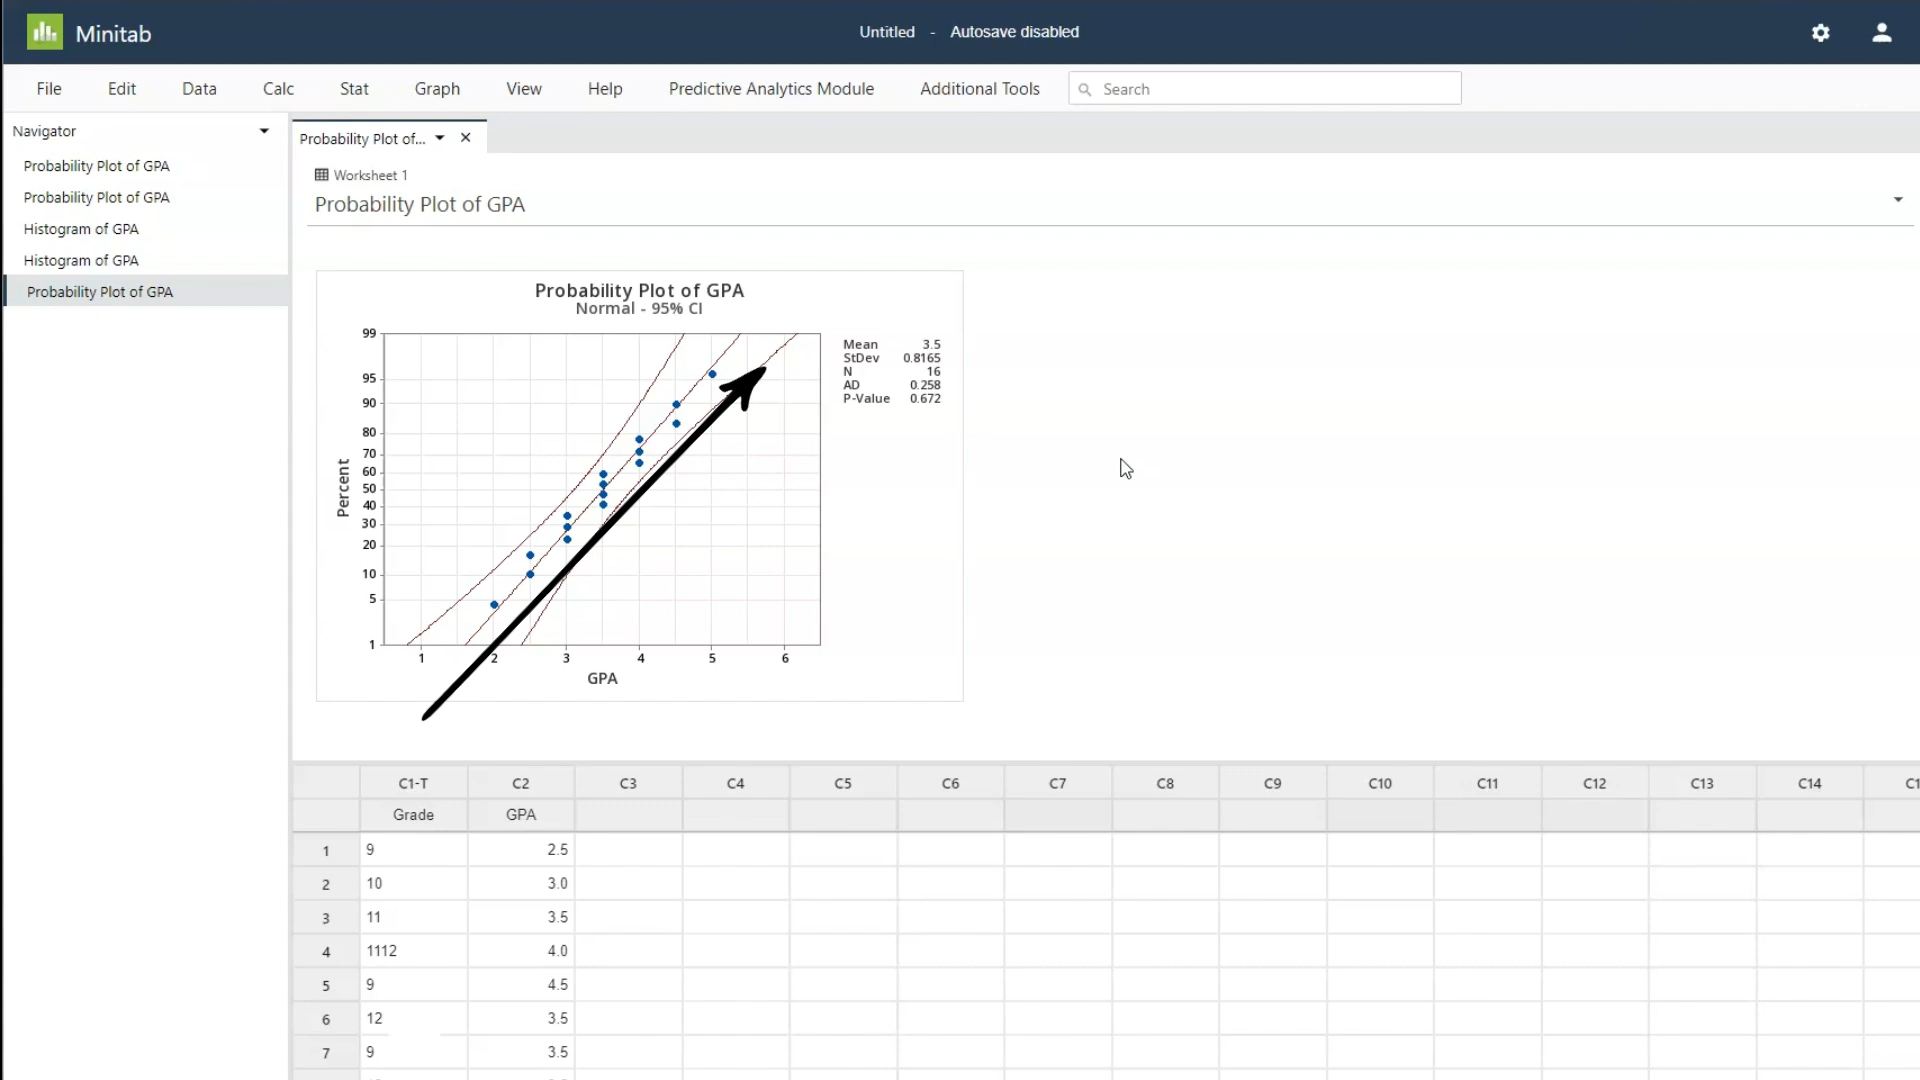 Minitab
Untitled - Autosave disabled
File Edit Data Calc Stat Graph View Help Predictive Analytics Module Additional Tools Search
Navigator
Probability Plot of GPA
Probability Plot of GPA
Histogram of GPA
Histogram of GPA
Probability Plot of GPA
Probability Plot of...
Worksheet 1
Probability Plot of GPA
Probability Plot of GPA
Normal - 95% CI
Percent
99
95
90
80
70
60
50
40
30
20
10
5
1
1 2 3 4 5 6
GPA
Mean 3.5
StDev 0.8165
N 16
AD 0.258
P-Value 0.672
C1-T C2 C3 C4 C5 C6 C7 C8 C9 C10 C11 C12 C13 C14
Grade GPA
1 9 2.5
2 10 3.0
3 11 3.5
4 1112 4.0
5 9 4.5
6 12 3.5
7 9 3.5